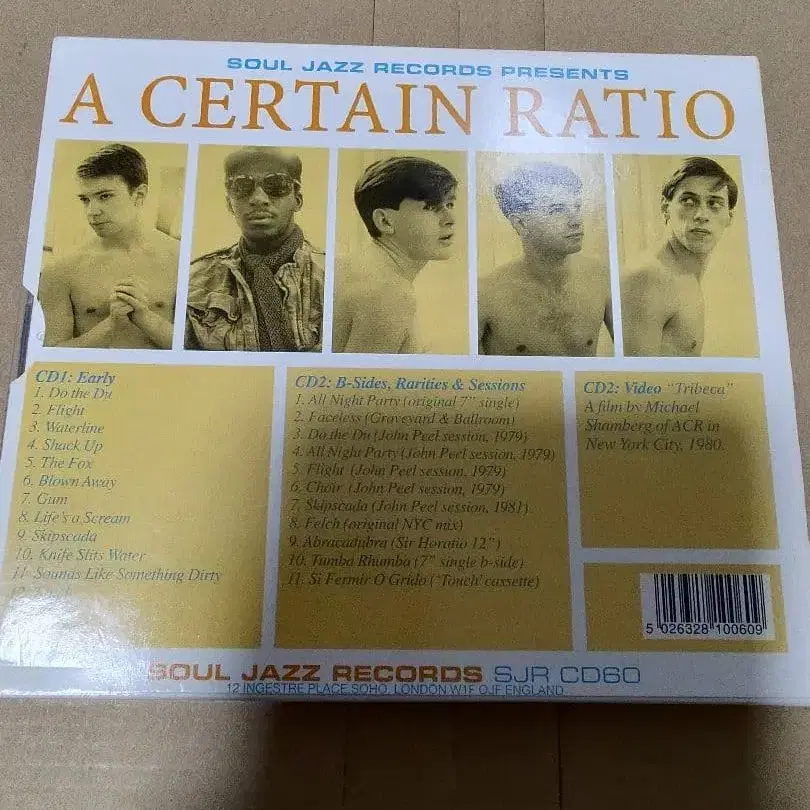 SOUL JAZZ RECORDS PRESENTS
A CERTAIN RATIO
CD1: Early
1. Do the Du
2. Flight
3. Waterline
4. Shack Up
5. The Fox
6. Blown Away
7. Gum
8. Life's a Scream
9. Skipscada
10. Knife Slits Water
11. Sounds Like Something Dirty
CD2: B-Sides, Rarities & Sessions
1. All Night Party (original 7" single)
2. Faceless (Graveyard & Ballroom)
3. Do the Du (John Peel session, 1979)
4. All Night Party (John Peel session, 1979)
5. Flight (John Peel session, 1979)
6. Choir (John Peel session, 1979)
7. Skipscada (John Peel session, 1981)
8. Felch (original NYC mix)
9. Abracadubra (Sir Horatio 12")
10. Tumba Rhumba (7" single b-side)
11. Si Fermir O Grido ('Touch' cassette)
CD2: Video "Tribeca"
A film by Michael
Shamberg of ACR in
New York City, 1980.
5 026328 100609
SOUL JAZZ RECORDS SJR CD60
12 INGESTRE PLACE, SOHO, LONDON W1F OJF, ENGLAND